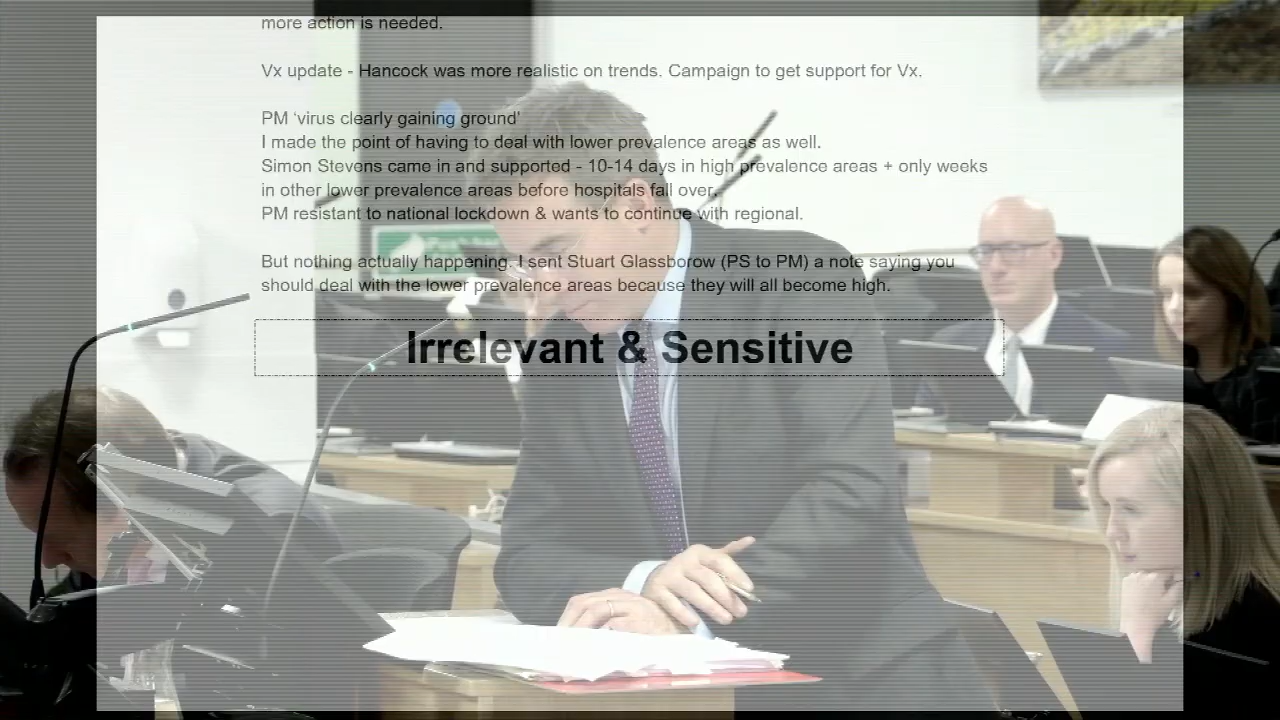 more action is needed.
Vx update - Hancock was more realistic on trends. Campaign to get support for Vx.
PM ‘virus clearly gaining ground’
I made the point of having to deal with lower prevalence areas as well.
Simon Stevens came in and supported - 10-14 days in high prevalence areas + only weeks
in other lower prevalence areas before hospitals fall over.
PM resistant to national lockdown & wants to continue with regional.
But nothing actually happening. I sent Stuart Glassborow (PS to PM) a note saying you
should deal with the lower prevalence areas because they will all become high.
Irrelevant & Sensitive